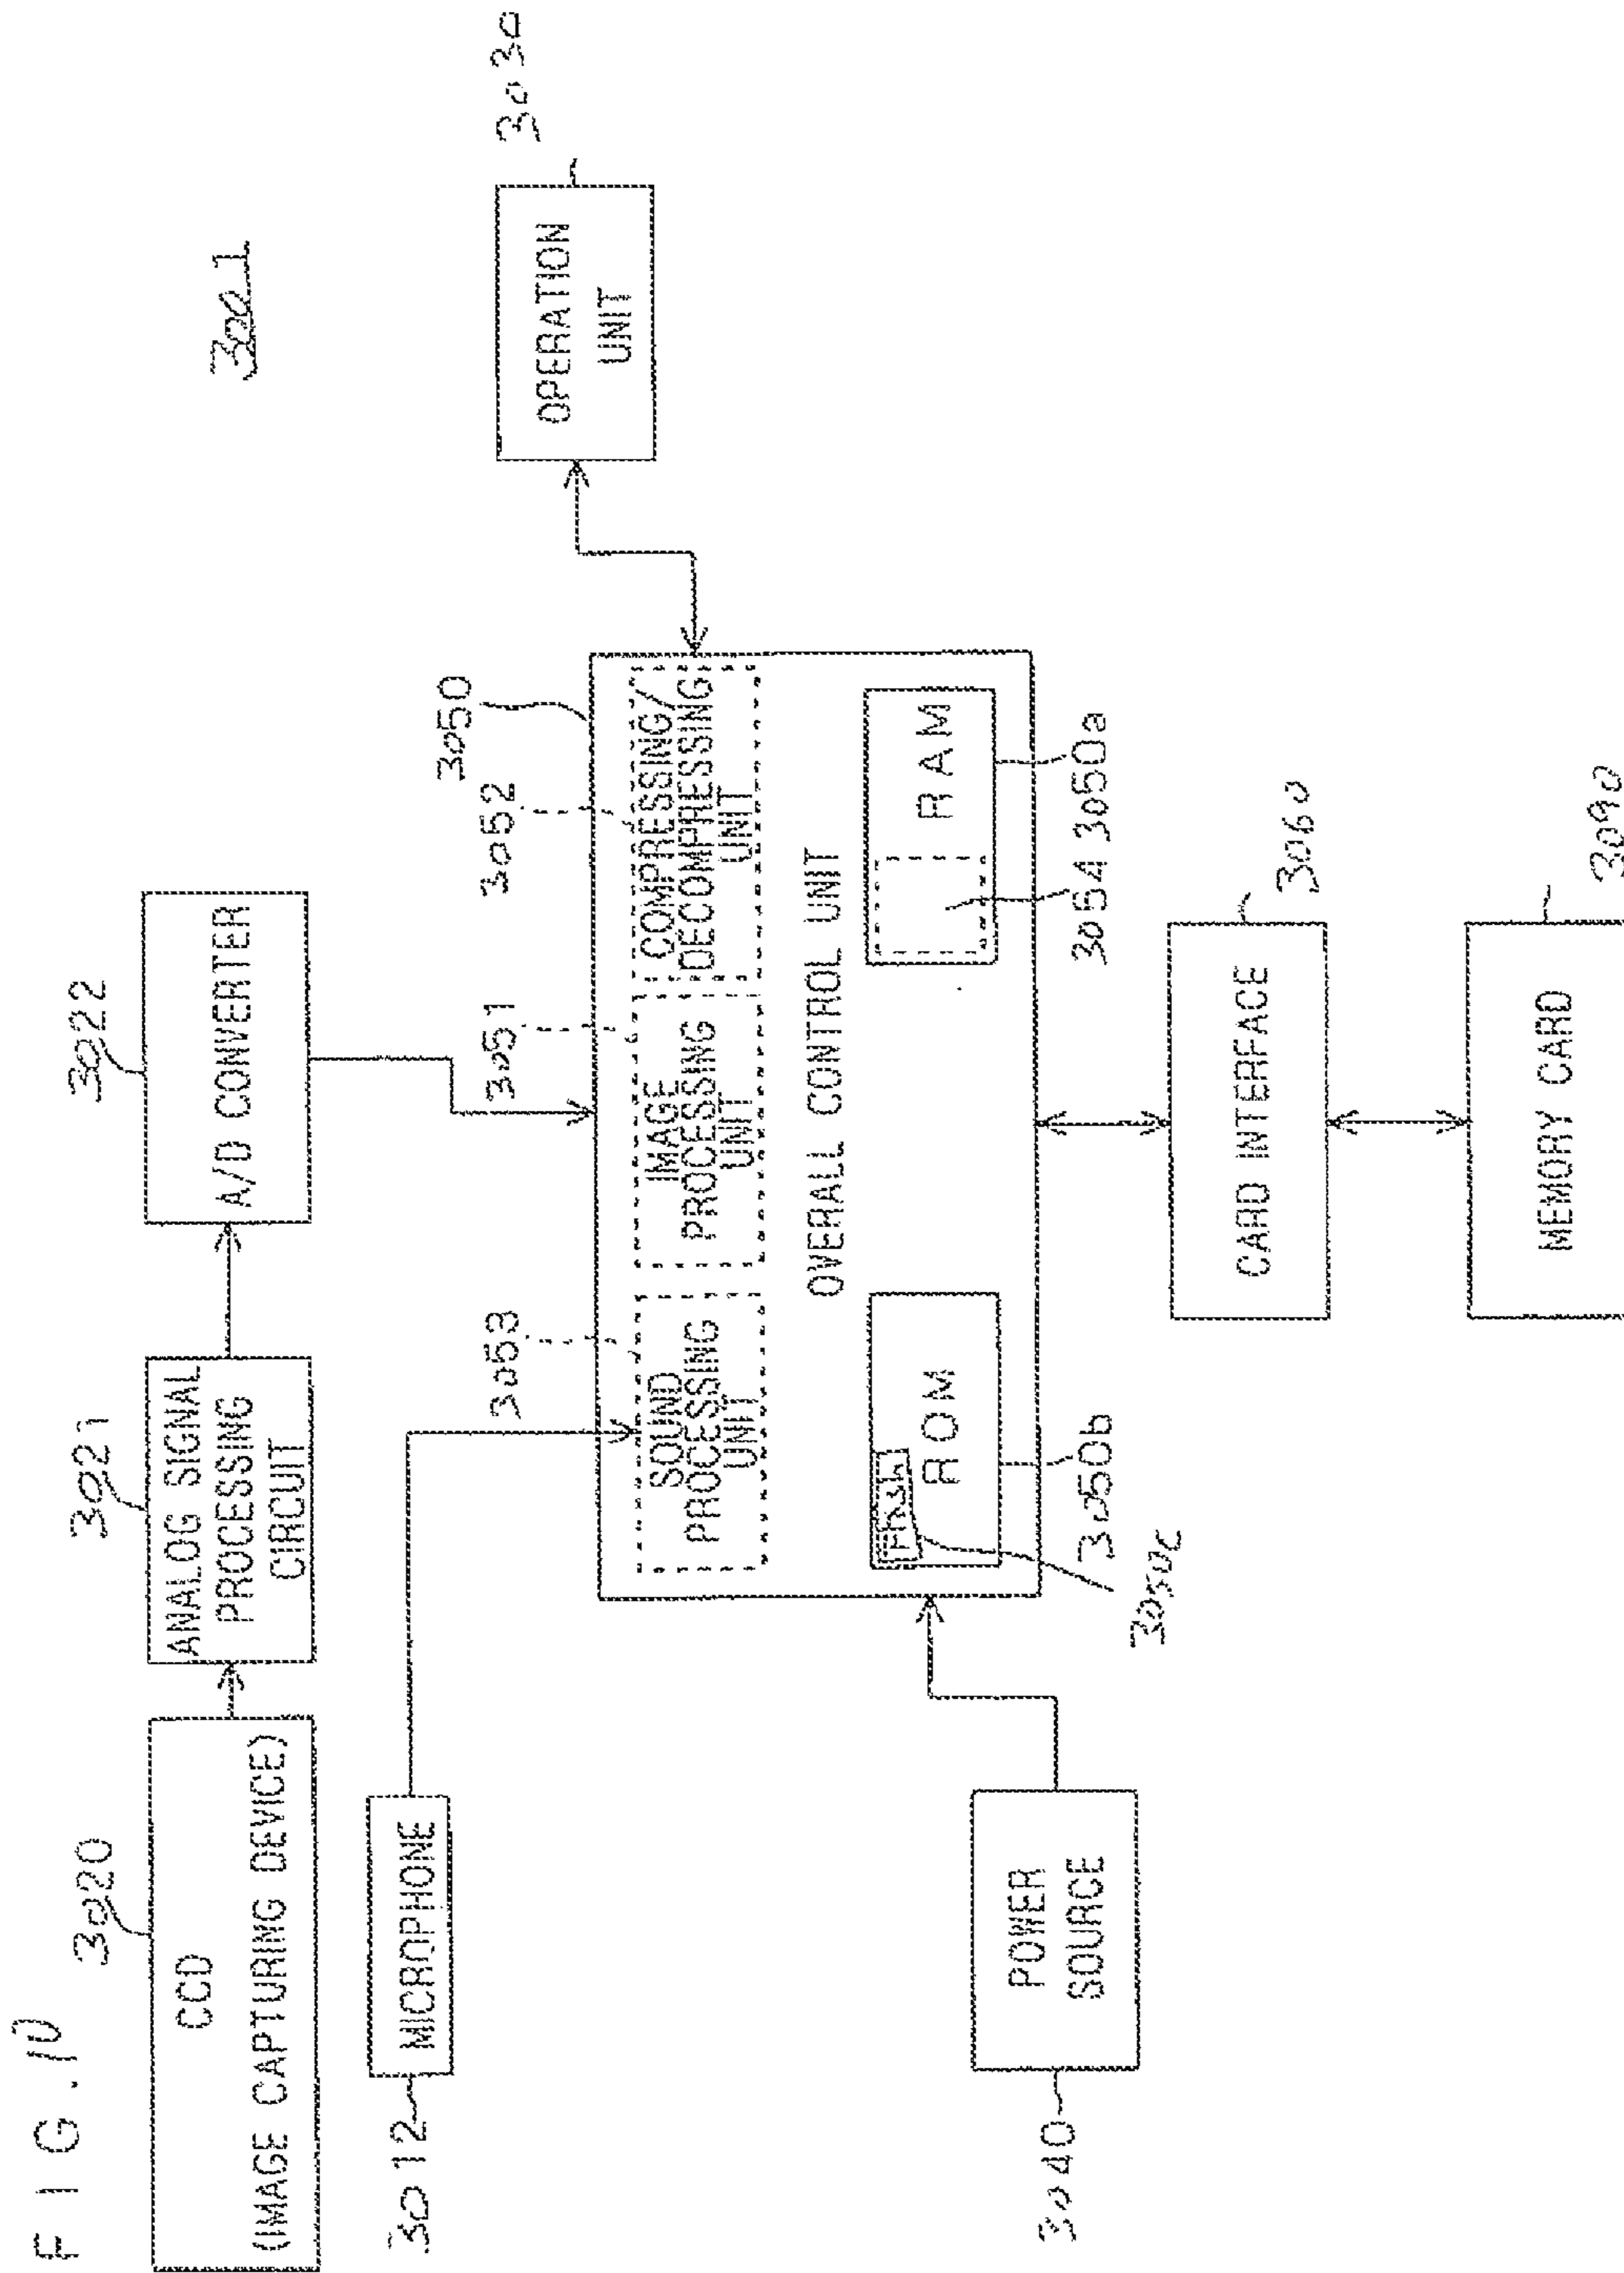 FIG.10
3001
3020
CCD
(IMAGE CAPTURING DEVICE)
3021
ANALOG SIGNAL
PROCESSING
CIRCUIT
3022
A/D CONVERTER
3012
MICROPHONE
3030
OPERATION
UNIT
3050
3053
SOUND
PROCESSING
UNIT
3051
IMAGE
PROCESSING
UNIT
3052
COMPRESSING/
DECOMPRESSING
UNIT
OVERALL CONTROL UNIT
ROM
3050b
3050c
RAM
3054
3050a
3040
POWER
SOURCE
CARD INTERFACE
3060
MEMORY CARD
3090